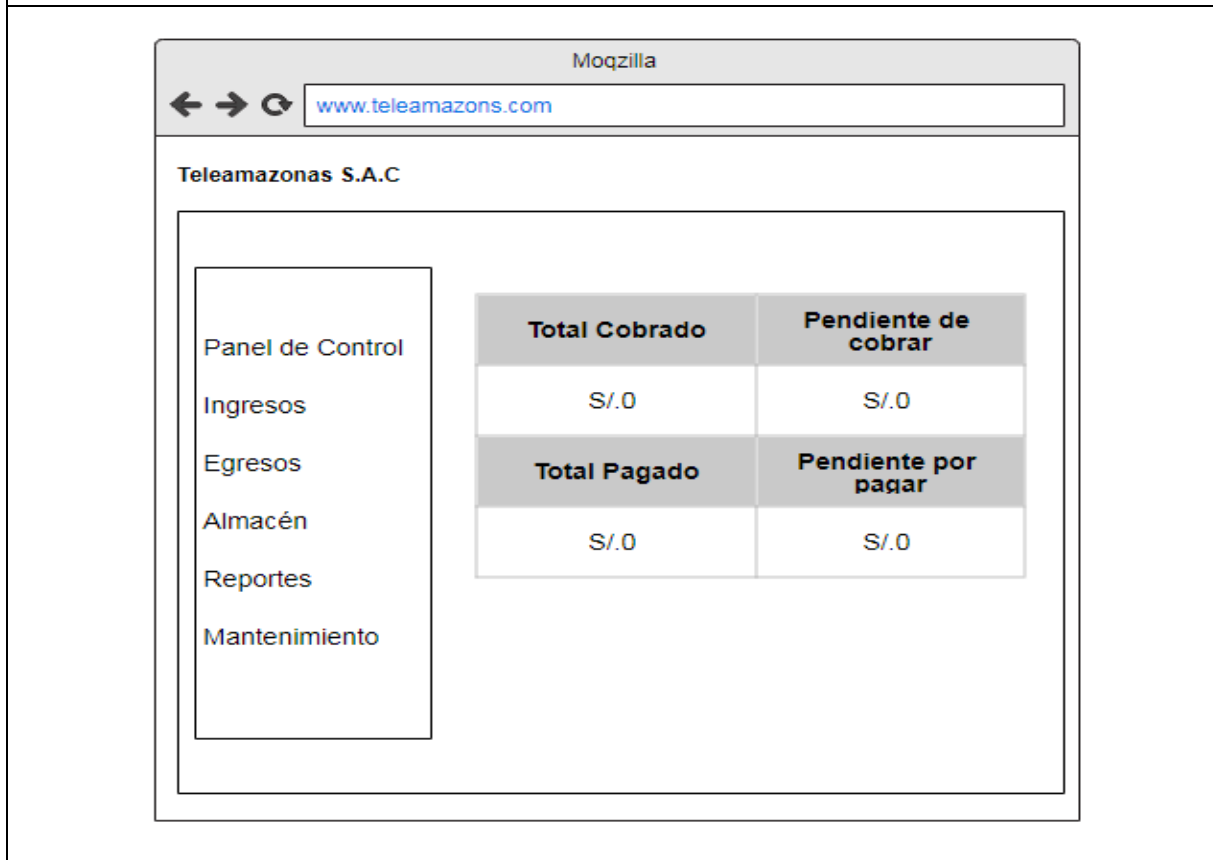 Moqzilla
www.teleamazons.com
Teleamazonas S.A.C
Panel de Control
Ingresos
Egresos
Almacén
Reportes
Mantenimiento
Total Cobrado
Pendiente de
cobrar
S/.0
S/.0
Total Pagado
Pendiente por
pagar
S/.0
S/.0